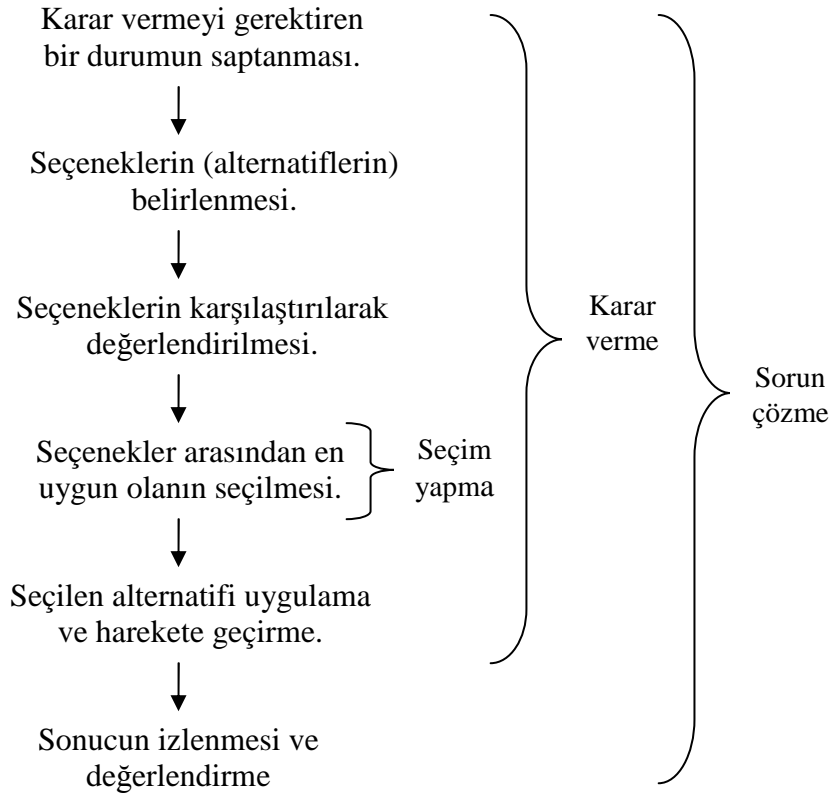 Karar vermeyi gerektiren
bir durumun saptanması.
Seçeneklerin (alternatiflerin)
belirlenmesi.
Seçeneklerin karşılaştırılarak
değerlendirilmesi.
Karar
verme
Sorun
çözme
Seçenekler arasından en
uygun olanın seçilmesi.
Seçim
yapma
Seçilen alternatifi uygulama
ve harekete geçirme.
Sonucun izlenmesi ve
değerlendirme